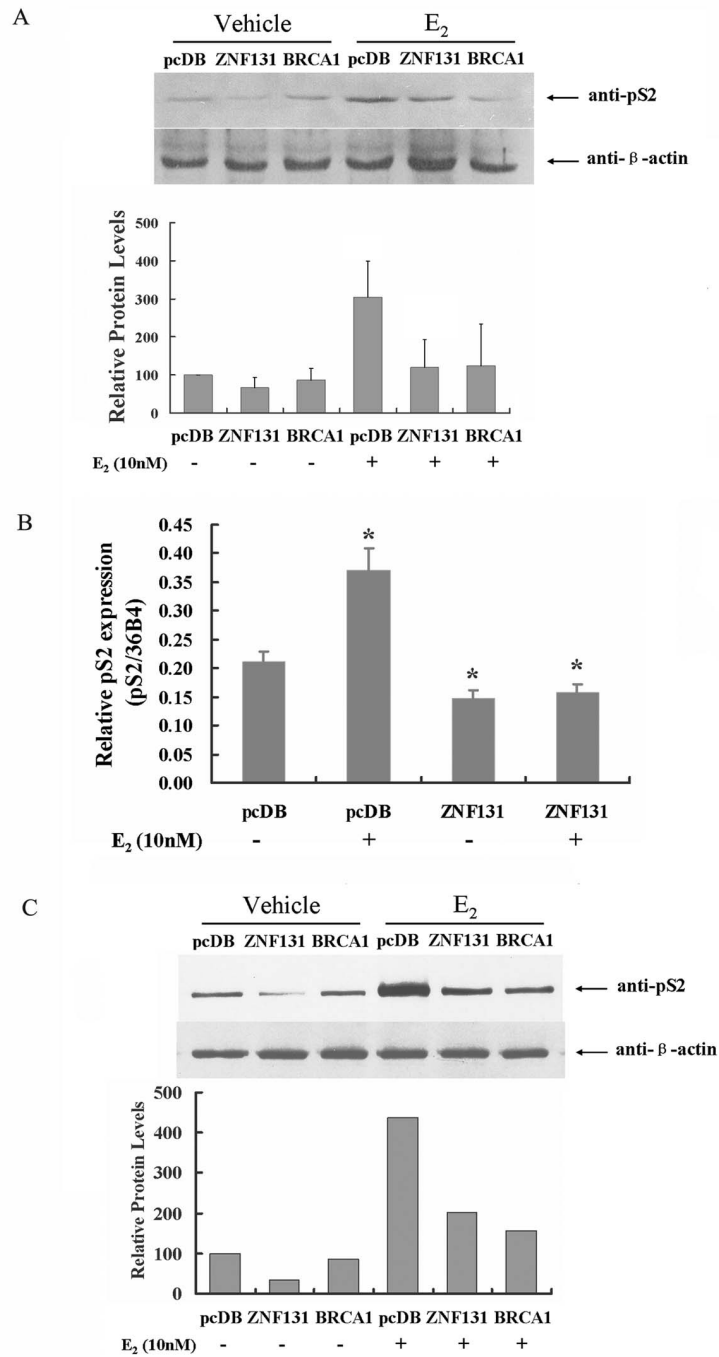 A
Vehicle E₂
pcDB ZNF131 BRCA1 pcDB ZNF131 BRCA1
anti-pS2
anti-β-actin
Relative Protein Levels
500
400
300
200
100
0
pcDB ZNF131 BRCA1 pcDB ZNF131 BRCA1
E₂ (10nM) - - - + + +
B
Relative pS2 expression
(pS2/36B4)
0.45
0.40
0.35
0.30
0.25
0.20
0.15
0.10
0.05
0.00
* * *
pcDB pcDB ZNF131 ZNF131
E₂ (10nM) - + - +
C
Vehicle E₂
pcDB ZNF131 BRCA1 pcDB ZNF131 BRCA1
anti-pS2
anti-β-actin
Relative Protein Levels
500
400
300
200
100
0
pcDB ZNF131 BRCA1 pcDB ZNF131 BRCA1
E₂ (10nM) - - - + + +